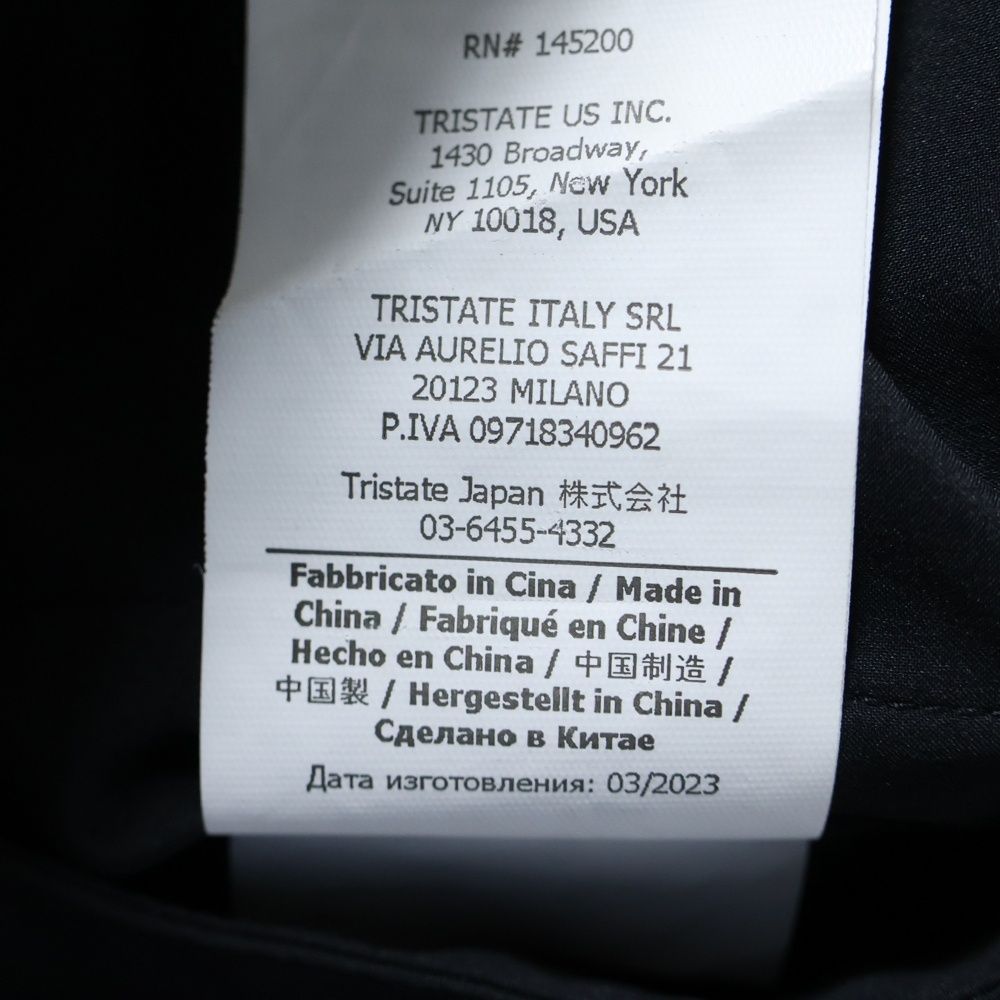 RN# 145200
TRISTATE US INC.
1430 Broadway,
Suite 1105, New York
NY 10018, USA
TRISTATE ITALY SRL
VIA AURELIO SAFFI 21
20123 MILANO
P.IVA 09718340962
Tristate Japan 株式会社
03-6455-4332
Fabbricato in Cina / Made in
China / Fabriqué en Chine /
Hecho en China / 中国制造 /
中国製 / Hergestellt in China /
Сделано в Китае
Дата изготовления: 03/2023